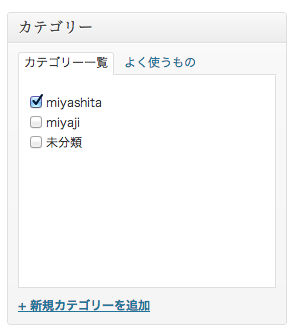 カテゴリー
カテゴリー一覧 よく使うもの
miyashita
miyaji
未分類
+ 新規カテゴリーを追加